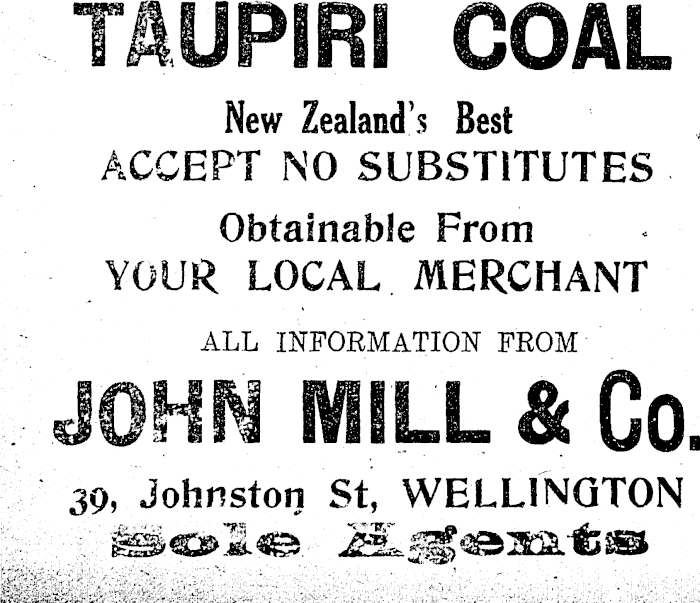 TAUPIRI COAL
New Zealand's Best
ACCEPT NO SUBSTITUTES
Obtainable From
YOUR LOCAL MERCHANT
ALL INFORMATION FROM
JOHN MILL & Co.
39, Johnston St, WELLINGTON
Sole Agents